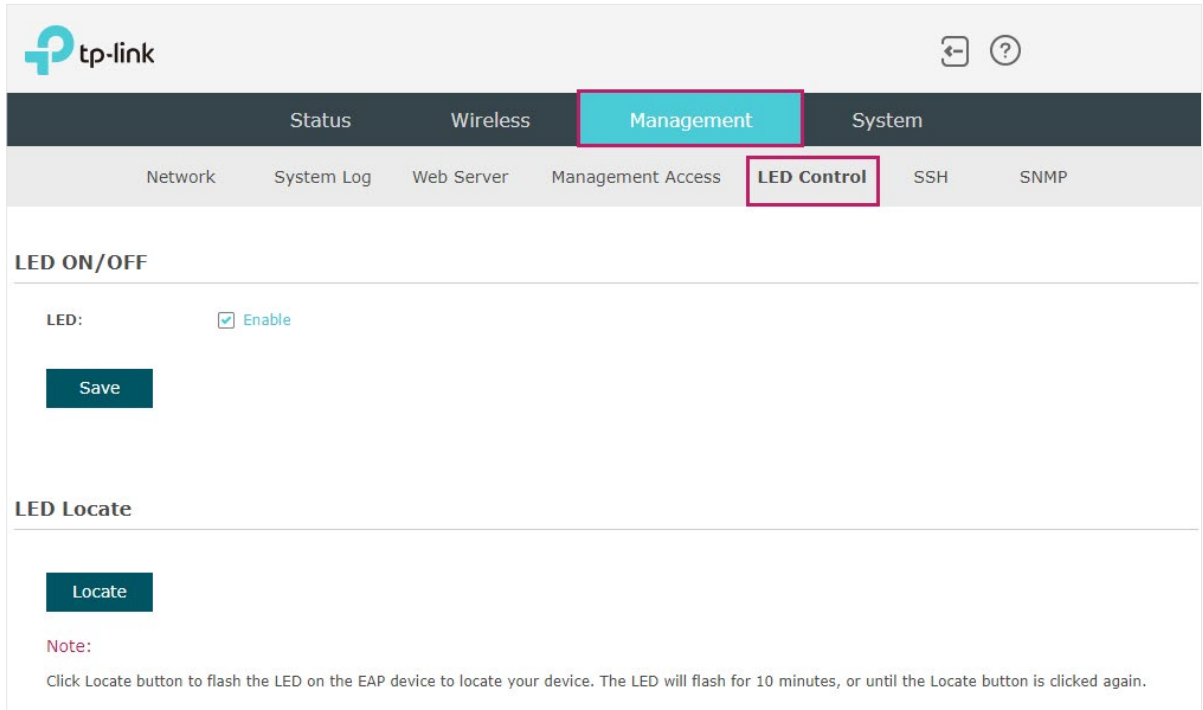 tp-link
?
Status Wireless Management System
Network System Log Web Server Management Access LED Control SSH SNMP
LED ON/OFF
LED: Enable
Save
LED Locate
Locate
Note:
Click Locate button to flash the LED on the EAP device to locate your device. The LED will flash for 10 minutes, or until the Locate button is clicked again.